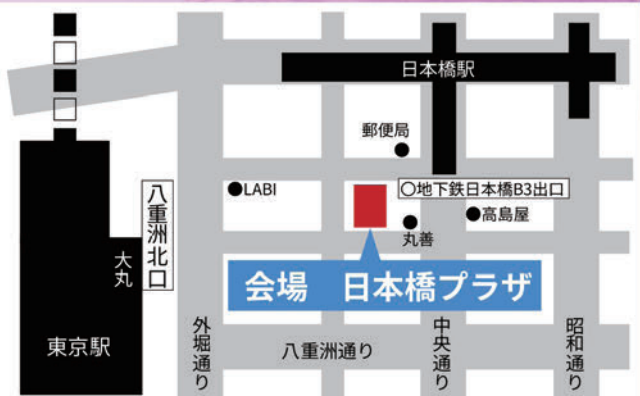 日本橋駅
郵便局
LABI
〇地下鉄日本橋B3出口
八重洲北口
高島屋
丸善
大丸
会場 日本橋プラザ
東京駅
外堀通り
八重洲通り
中央通り
昭和通り